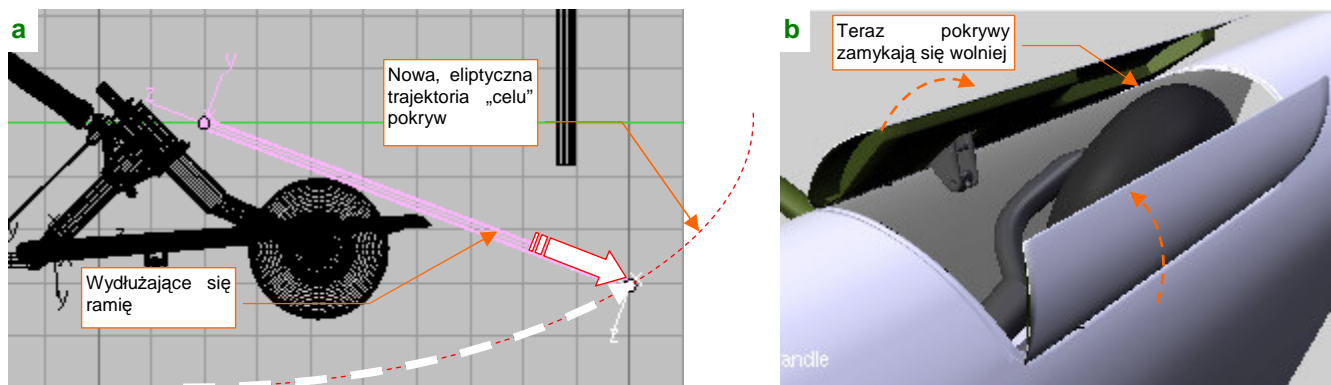 a
Nowa, eliptyczna
trajektoria „celu”
pokryw
y
z
Wydłużające się
ramię
y
y
z
x
z
b
Teraz pokrywy
zamykają się wolniej
andle